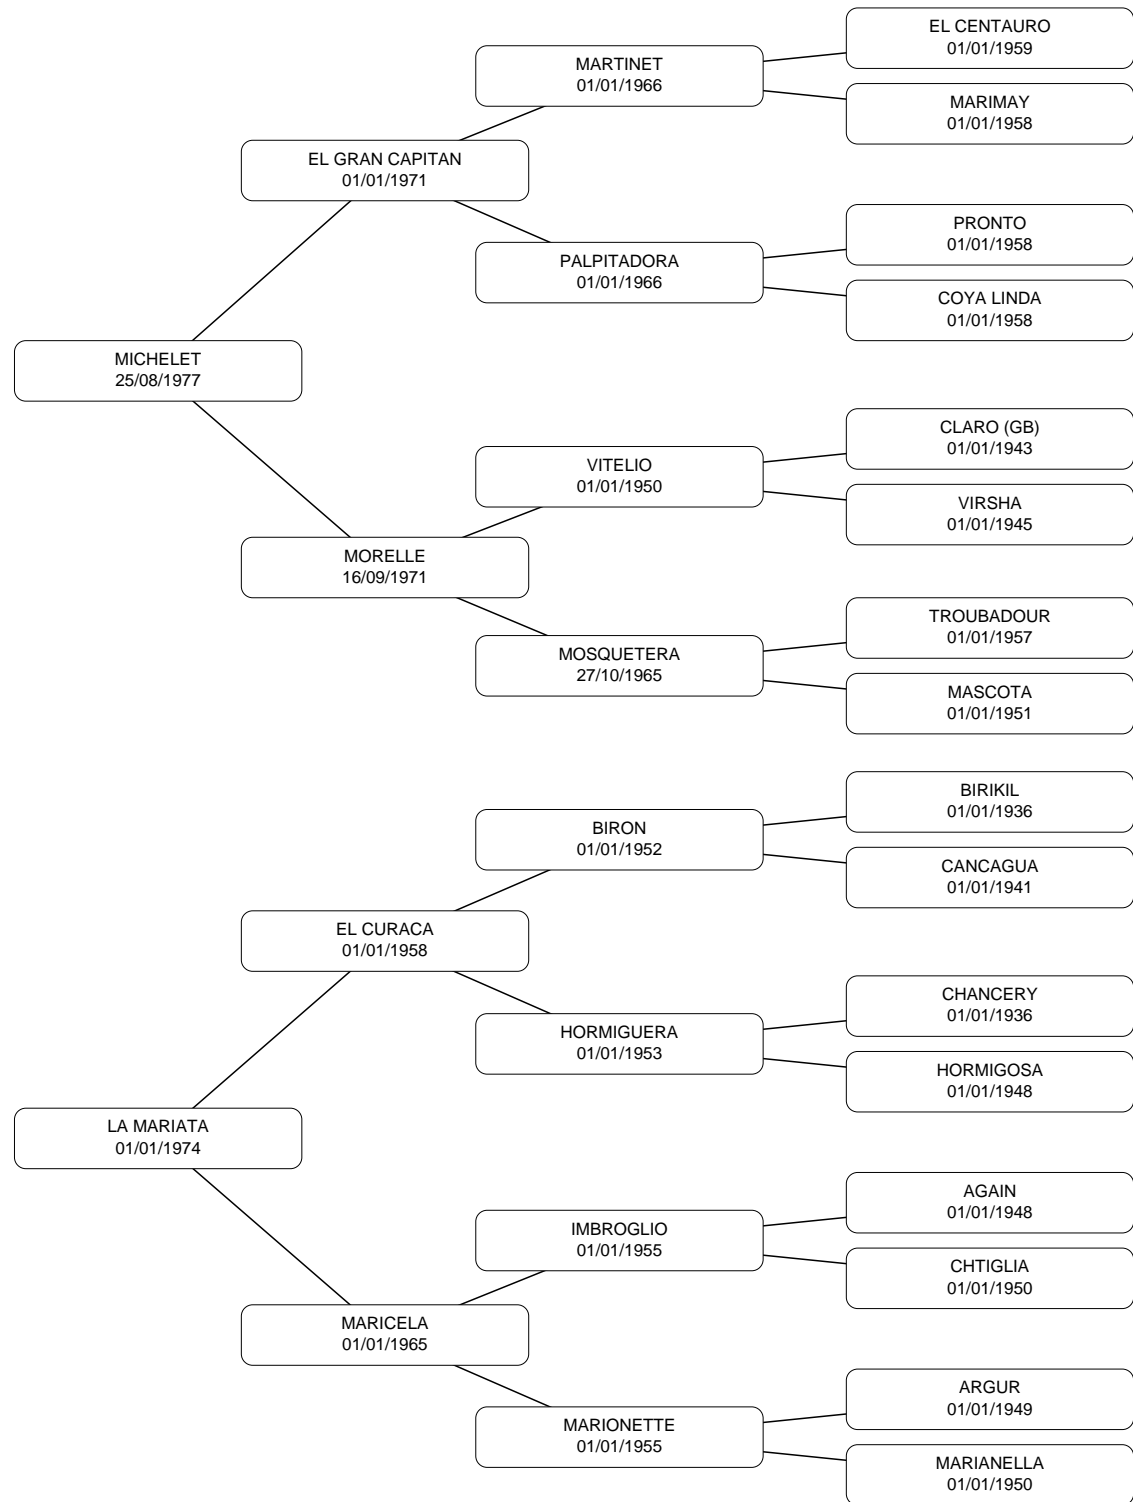 EL CENTAURO
01/01/1959
MARTINET
01/01/1966
MARIMAY
01/01/1958
EL GRAN CAPITAN
01/01/1971
PRONTO
01/01/1958
PALPITADORA
01/01/1966
COYA LINDA
01/01/1958
MICHELET
25/08/1977
CLARO (GB)
01/01/1943
VITELIO
01/01/1950
VIRSHA
01/01/1945
MORELLE
16/09/1971
TROUBADOUR
01/01/1957
MOSQUETERA
27/10/1965
MASCOTA
01/01/1951
BIRIKIL
01/01/1936
BIRON
01/01/1952
CANCAGUA
01/01/1941
EL CURACA
01/01/1958
CHANCERY
01/01/1936
HORMIGUERA
01/01/1953
HORMIGOSA
01/01/1948
LA MARIATA
01/01/1974
AGAIN
01/01/1948
IMBROGLIO
01/01/1955
CHTIGLIA
01/01/1950
MARICELA
01/01/1965
ARGUR
01/01/1949
MARIONETTE
01/01/1955
MARIANELLA
01/01/1950